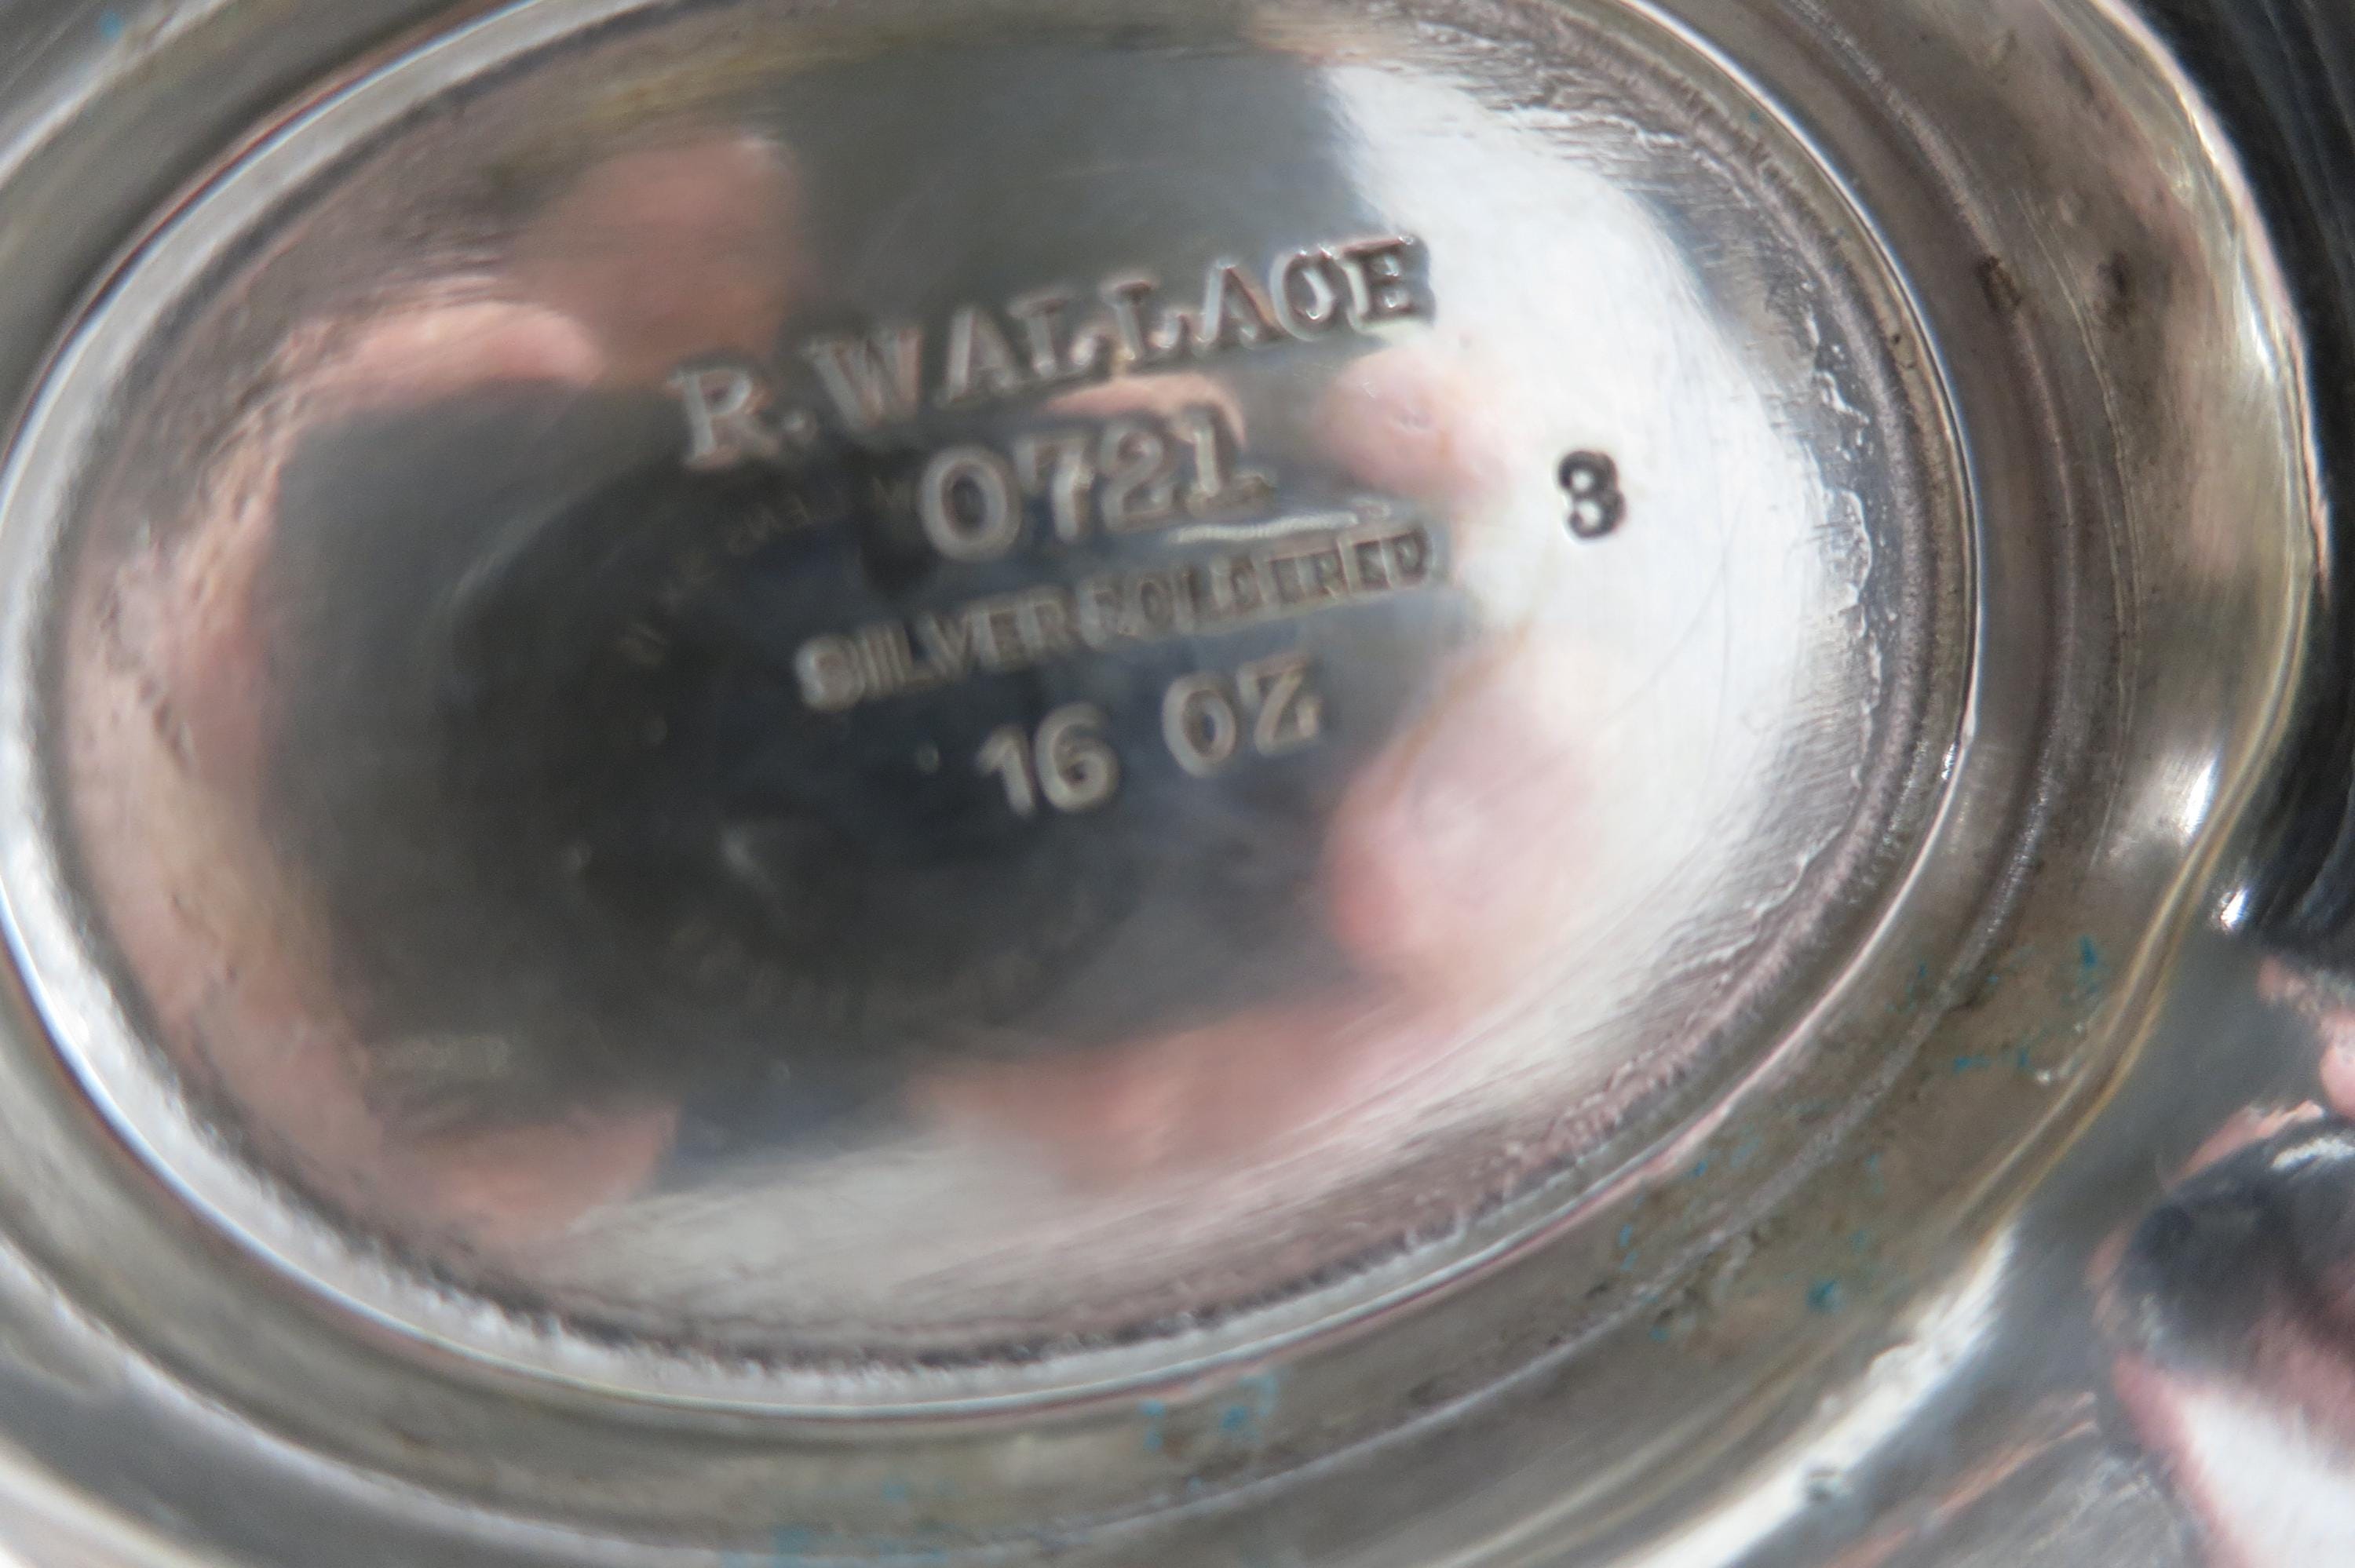 R. WALLACE
0721
8
SILVER SOLDERED
16 OZ